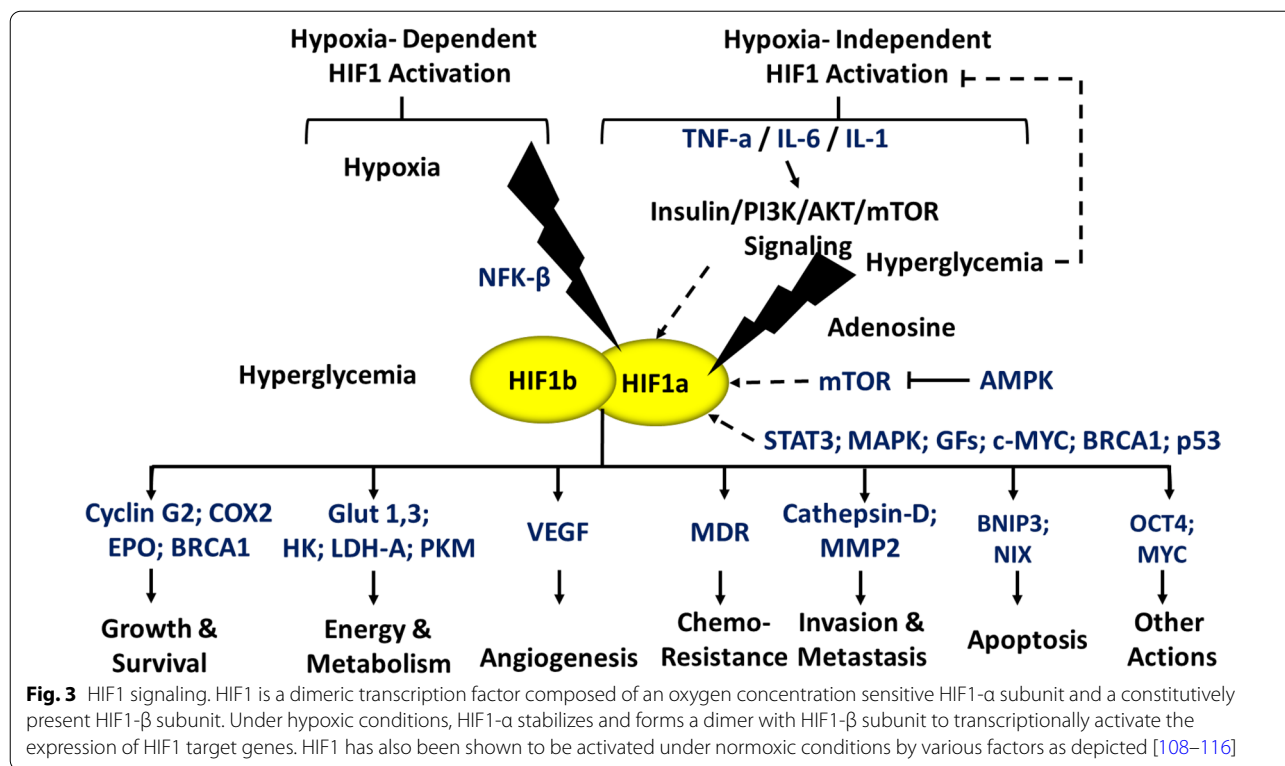 Hypoxia- Dependent
HIF1 Activation
Hypoxia- Independent
HIF1 Activation
Hypoxia
TNF-a / IL-6 / IL-1
Insulin/PI3K/AKT/mTOR
Signaling
NFK-β
Hyperglycemia
Adenosine
Hyperglycemia
HIF1b
HIF1a
mTOR
AMPK
STAT3; MAPK; GFs; c-MYC; BRCA1; p53
Cyclin G2; COX2
EPO; BRCA1
Glut 1,3;
HK; LDH-A; PKM
VEGF
MDR
Cathepsin-D;
MMP2
BNIP3;
NIX
OCT4;
MYC
Growth &
Survival
Energy &
Metabolism
Angiogenesis
Chemo-
Resistance
Invasion &
Metastasis
Apoptosis
Other
Actions
Fig. 3 HIF1 signaling. HIF1 is a dimeric transcription factor composed of an oxygen concentration sensitive HIF1-α subunit and a constitutively
present HIF1-β subunit. Under hypoxic conditions, HIF1-α stabilizes and forms a dimer with HIF1-β subunit to transcriptionally activate the
expression of HIF1 target genes. HIF1 has also been shown to be activated under normoxic conditions by various factors as depicted [108–116]